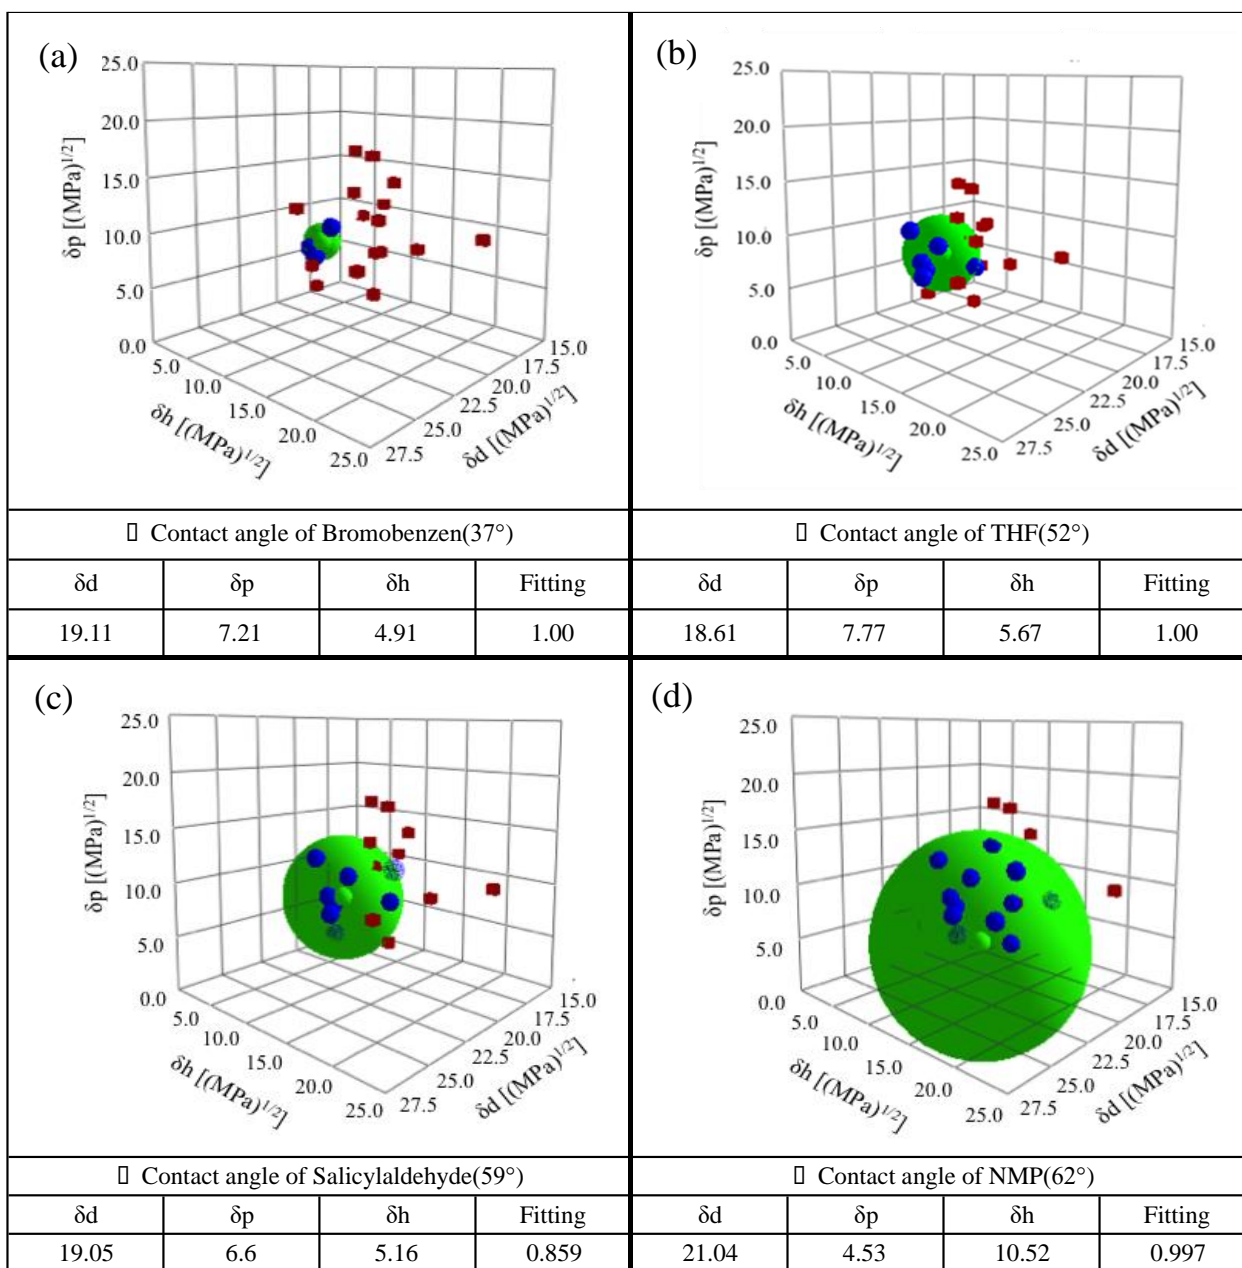 (a)
25.0
20.0
15.0
10.0
5.0
0.0
δp [(MPa)1/2]
5.0
10.0
15.0
20.0
25.0
δh [(MPa)1/2]
27.5
25.0
22.5
20.0
17.5
15.0
δd [(MPa)1/2]
▯ Contact angle of Bromobenzen(37°)
δd δp δh Fitting
19.11 7.21 4.91 1.00
(b)
25.0
20.0
15.0
10.0
5.0
0.0
δp [(MPa)1/2]
5.0
10.0
15.0
20.0
25.0
δh [(MPa)1/2]
27.5
25.0
22.5
20.0
17.5
15.0
δd [(MPa)1/2]
▯ Contact angle of THF(52°)
δd δp δh Fitting
18.61 7.77 5.67 1.00
(c)
25.0
20.0
15.0
10.0
5.0
0.0
δp [(MPa)1/2]
5.0
10.0
15.0
20.0
25.0
δh [(MPa)1/2]
27.5
25.0
22.5
20.0
17.5
15.0
δd [(MPa)1/2]
▯ Contact angle of Salicylaldehyde(59°)
δd δp δh Fitting
19.05 6.6 5.16 0.859
(d)
25.0
20.0
15.0
10.0
5.0
0.0
δp [(MPa)1/2]
5.0
10.0
15.0
20.0
25.0
δh [(MPa)1/2]
27.5
25.0
22.5
20.0
17.5
15.0
δd [(MPa)1/2]
▯ Contact angle of NMP(62°)
δd δp δh Fitting
21.04 4.53 10.52 0.997